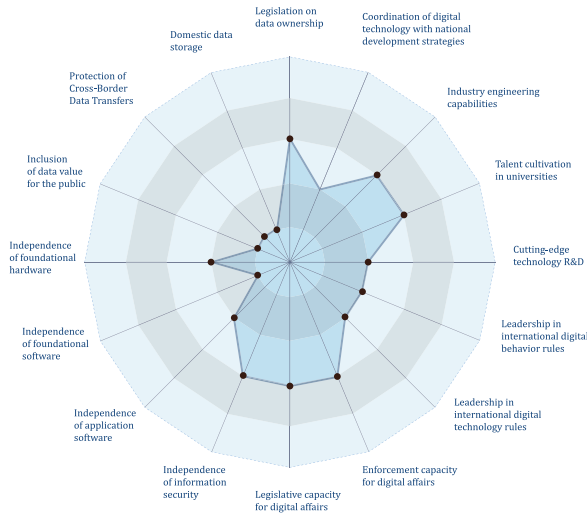 Legislation on
data ownership
Coordination of digital
technology with national
development strategies
Industry engineering
capabilities
Talent cultivation
in universities
Cutting-edge
technology R&D
Leadership in
international digital
behavior rules
Leadership in
international digital
technology rules
Enforcement capacity
for digital affairs
Legislative capacity
for digital affairs
Independence
of information
security
Independence
of application
software
Independence
of foundational
software
Independence
of foundational
hardware
Inclusion
of data value
for the public
Protection of
Cross-Border
Data Transfers
Domestic data
storage